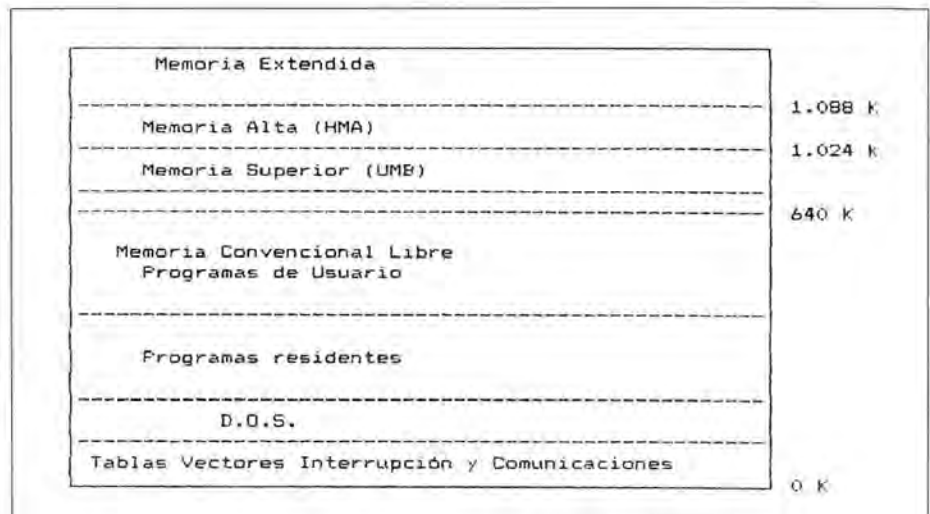 Memoria Extendida
1.088 K
Memoria Alta (HMA)
1.024 K
Memoria Superior (UMB)
640 K
Memoria Convencional Libre
Programas de Usuario
Programas residentes
D.O.S.
Tablas Vectores Interrupción y Comunicaciones
0 K